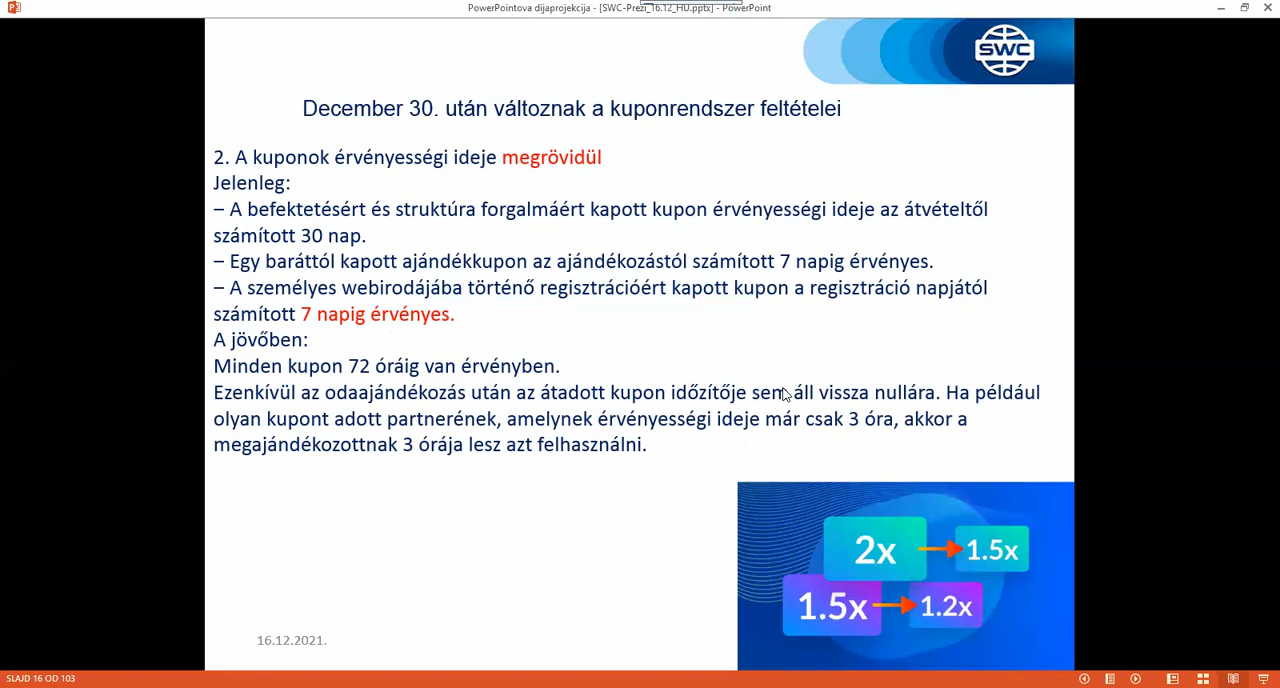 PowerPointova dijaprojekcija - [SWC-Prezi_16.12_HU.pptx] - PowerPoint
SWC
December 30. után változnak a kuponrendszer feltételei
2. A kuponok érvényességi ideje megrövidül
Jelenleg:
– A befektetésért és struktúra forgalmáért kapott kupon érvényességi ideje az átvételtől
számított 30 nap.
– Egy baráttól kapott ajándékkupon az ajándékozástól számított 7 napig érvényes.
– A személyes webirodájába történő regisztrációért kapott kupon a regisztráció napjától
számított 7 napig érvényes.
A jövőben:
Minden kupon 72 óráig van érvényben.
Ezenkívül az odaajándékozás után az átadott kupon időzítője sem áll vissza nullára. Ha például
olyan kupont adott partnerének, amelynek érvényességi ideje már csak 3 óra, akkor a
megajándékozottnak 3 órája lesz azt felhasználni.
2x 1.5x
1.5x 1.2x
16.12.2021.
SLAJD 16 OD 103